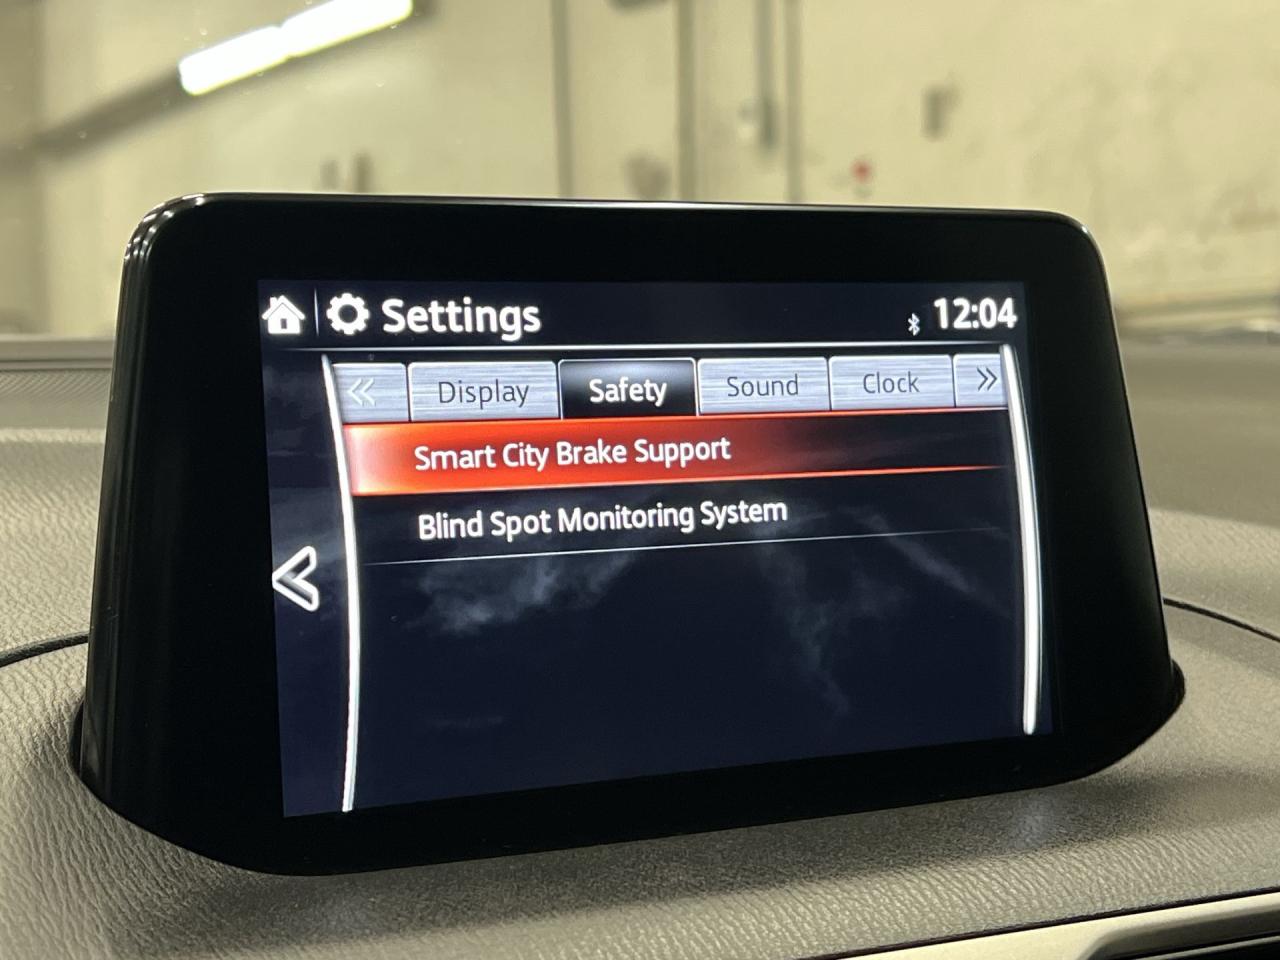 Settings
12:04
Display
Safety
Sound
Clock
Smart City Brake Support
Blind Spot Monitoring System